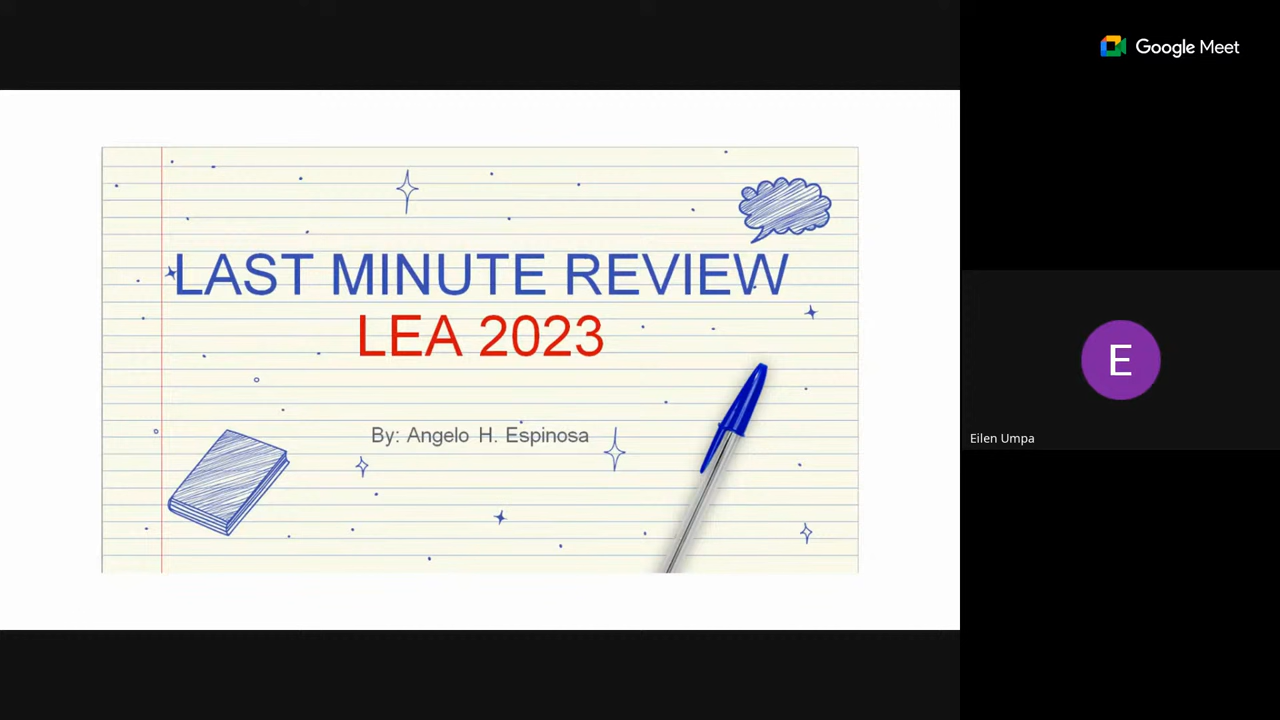 LAST MINUTE REVIEW
LEA 2023
By: Angelo H. Espinosa
Google Meet
E
Eilen Umpa